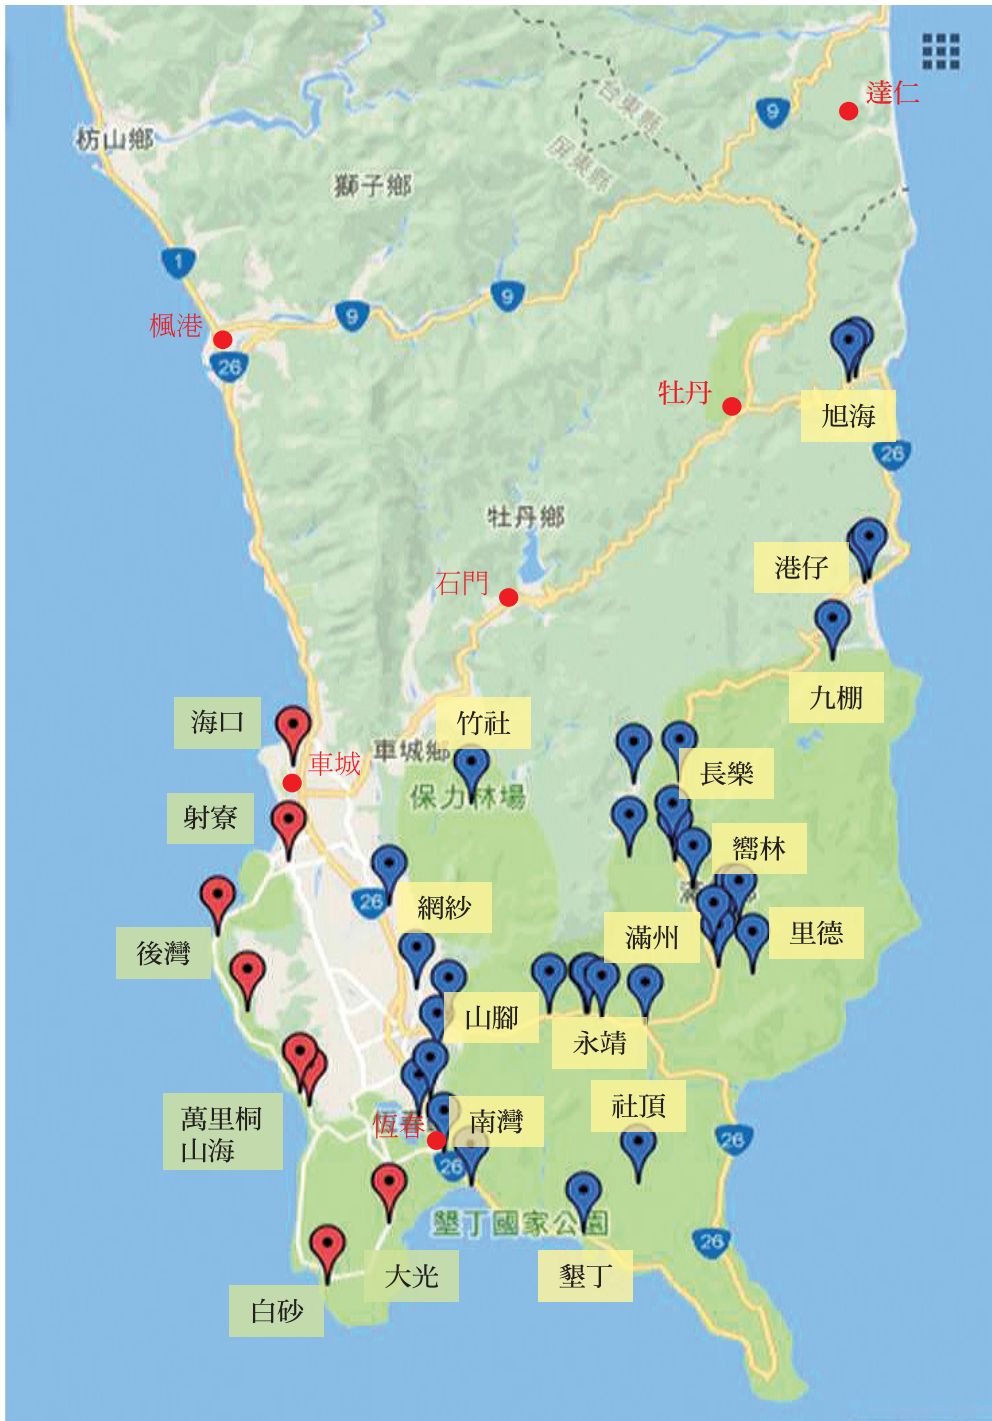 達仁
9
台東縣
枋山鄉
屏東縣
獅子鄉
1
9
9
楓港
26
牡丹
旭海
26
牡丹鄉
港仔
石門
九棚
海口
竹社
車城
車城鄉
長樂
保力林場
射寮
嚮林
26
網紗
滿州
里德
後灣
山腳
永靖
萬里桐
山海
恆春
南灣
社頂
26
26
墾丁國家公園
26
大光
墾丁
白砂